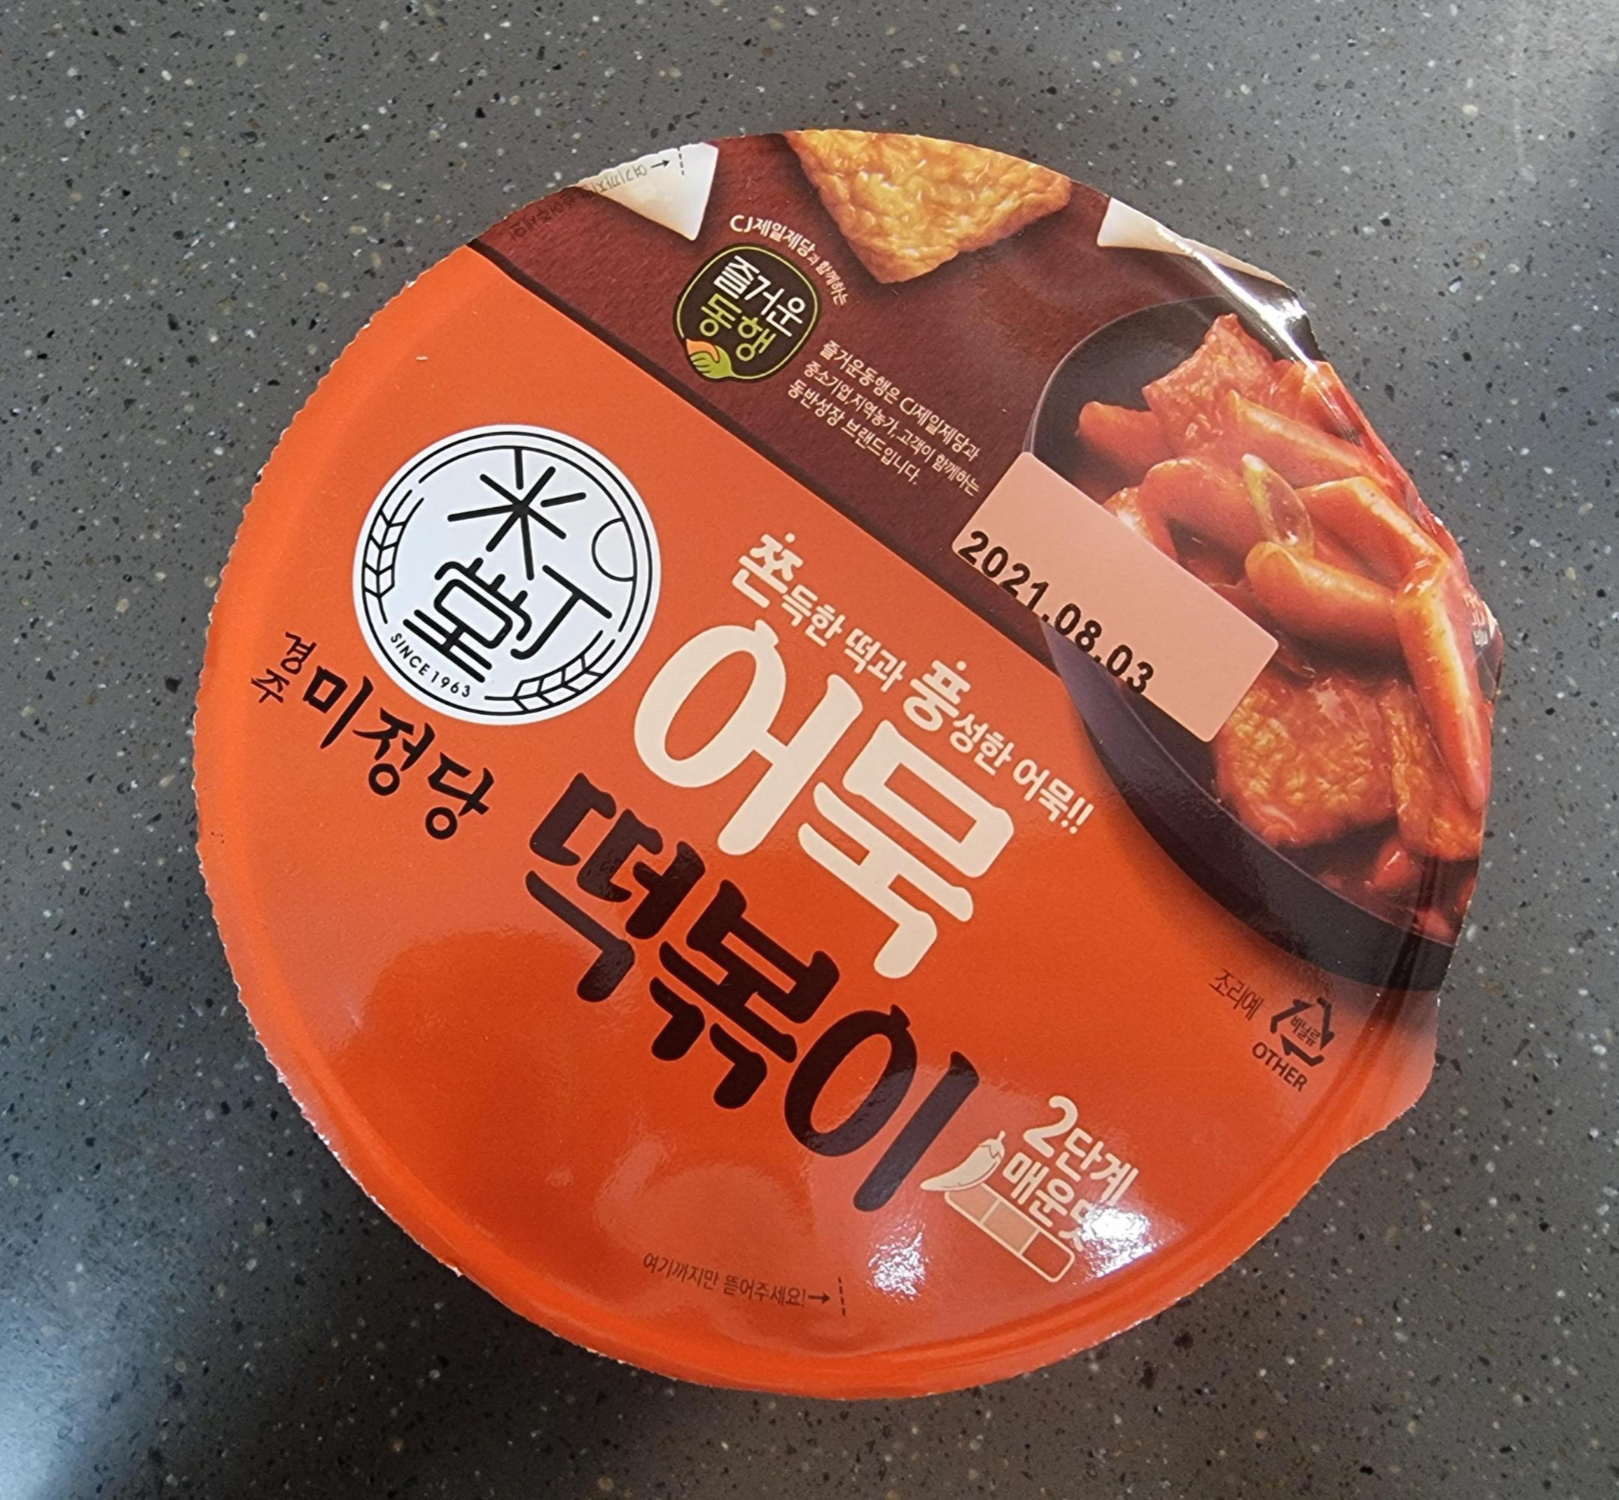 CJ제일제당과 함께하는
즐거운
동행
즐거운동행은 CJ제일제당과
중소기업, 지역농가, 고객이 함께하는
동반성장 브랜드입니다.
2021.08.03
米町
堂
SINCE 1963
경주 미정당
쫀득한 떡과 풍성한 어묵!!
어묵
떡볶이
조리예
비닐류
OTHER
2단계
매운맛
여기까지만 뜯어주세요!→